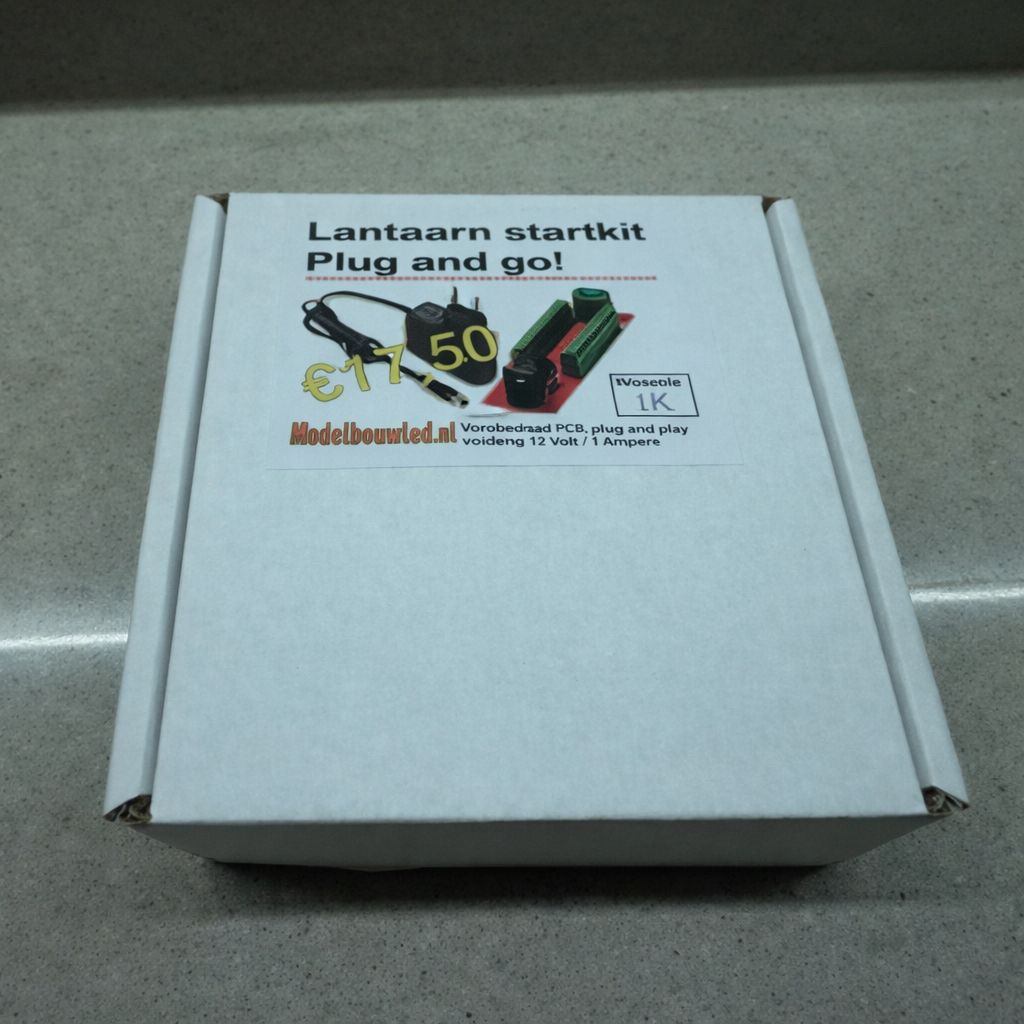 Lantaarn startkit
Plug and go!
€17,50
IVoseole
1K
Modelbouwled.nl
Vorobedraad PCB, plug and play
voideng 12 Volt / 1 Ampere